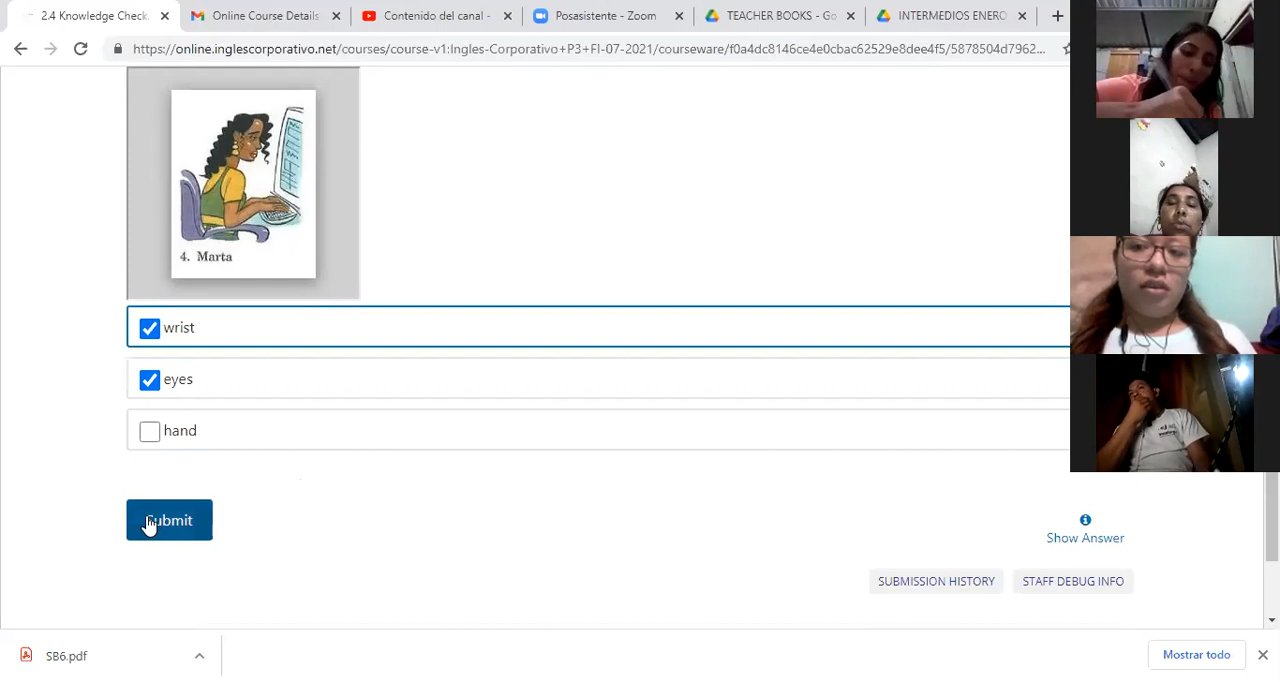 2.4 Knowledge Check
Online Course Details
Contenido del canal -
Posasistente - Zoom
TEACHER BOOKS - Go
INTERMEDIOS ENERO
https://online.inglescorporativo.net/courses/course-v1:Ingles-Corporativo+P3+FI-07-2021/courseware/f0a4dc8146ce4e0cbac62529e8dee4f5/5878504d7962...
4. Marta
wrist
eyes
hand
Submit
Show Answer
SUBMISSION HISTORY
STAFF DEBUG INFO
SB6.pdf
Mostrar todo